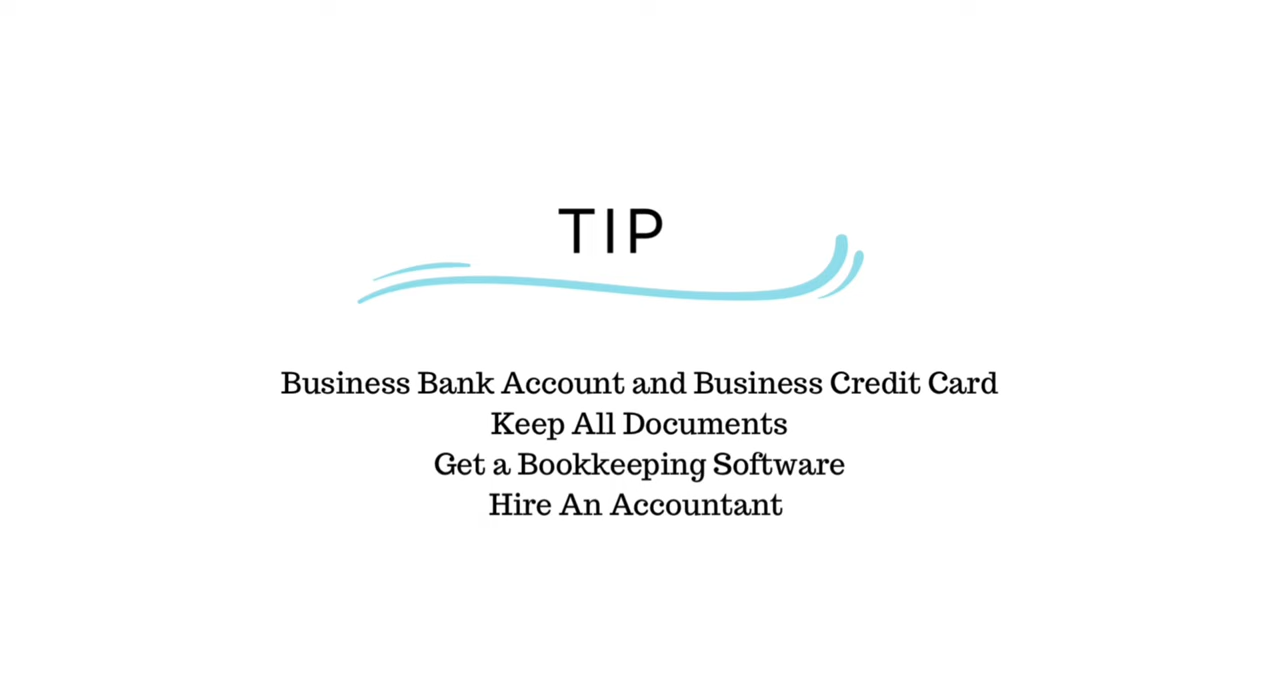 TIP
Business Bank Account and Business Credit Card
Keep All Documents
Get a Bookkeeping Software
Hire An Accountant